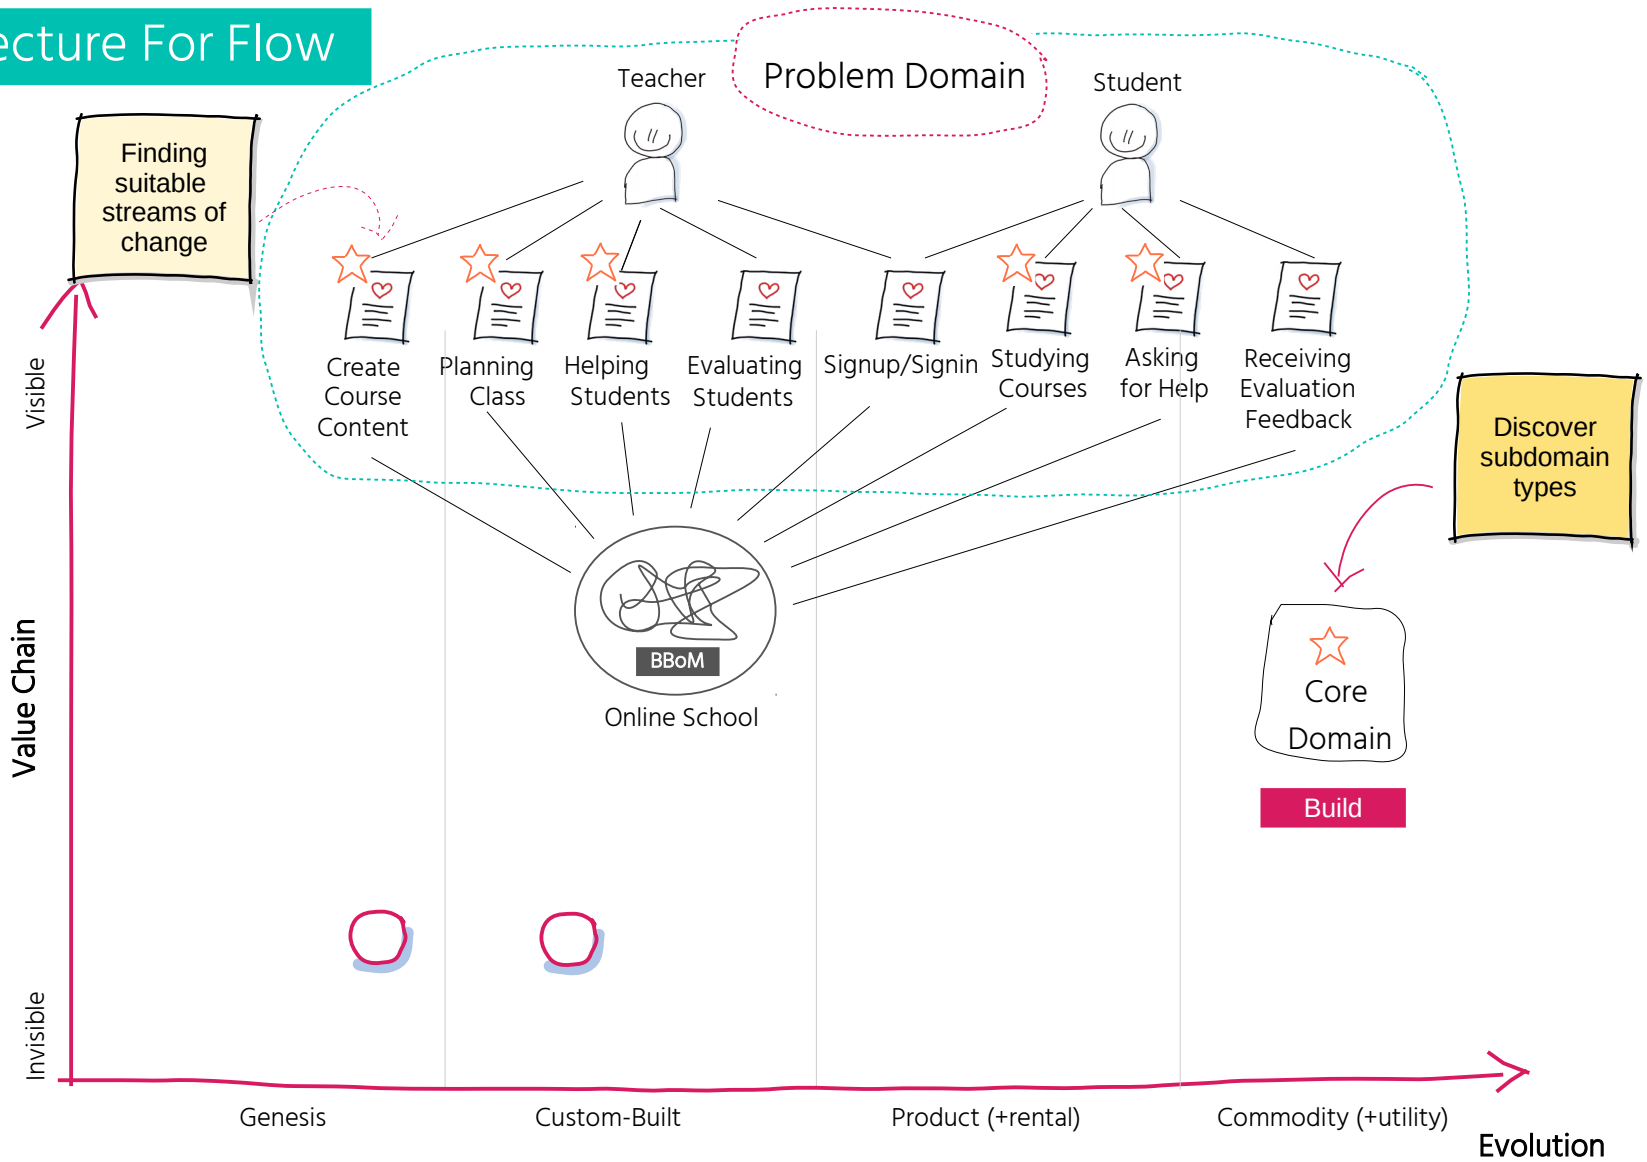 ecture For Flow
Problem Domain
Teacher
Student
Finding
suitable
streams of
change
Create
Course
Content
Planning
Class
Helping
Students
Evaluating
Students
Signup/Signin
Studying
Courses
Asking
for Help
Receiving
Evaluation
Feedback
Discover
subdomain
types
BBoM
Online School
Core
Domain
Build
Visible
Value Chain
Invisible
Genesis
Custom-Built
Product (+rental)
Commodity (+utility)
Evolution